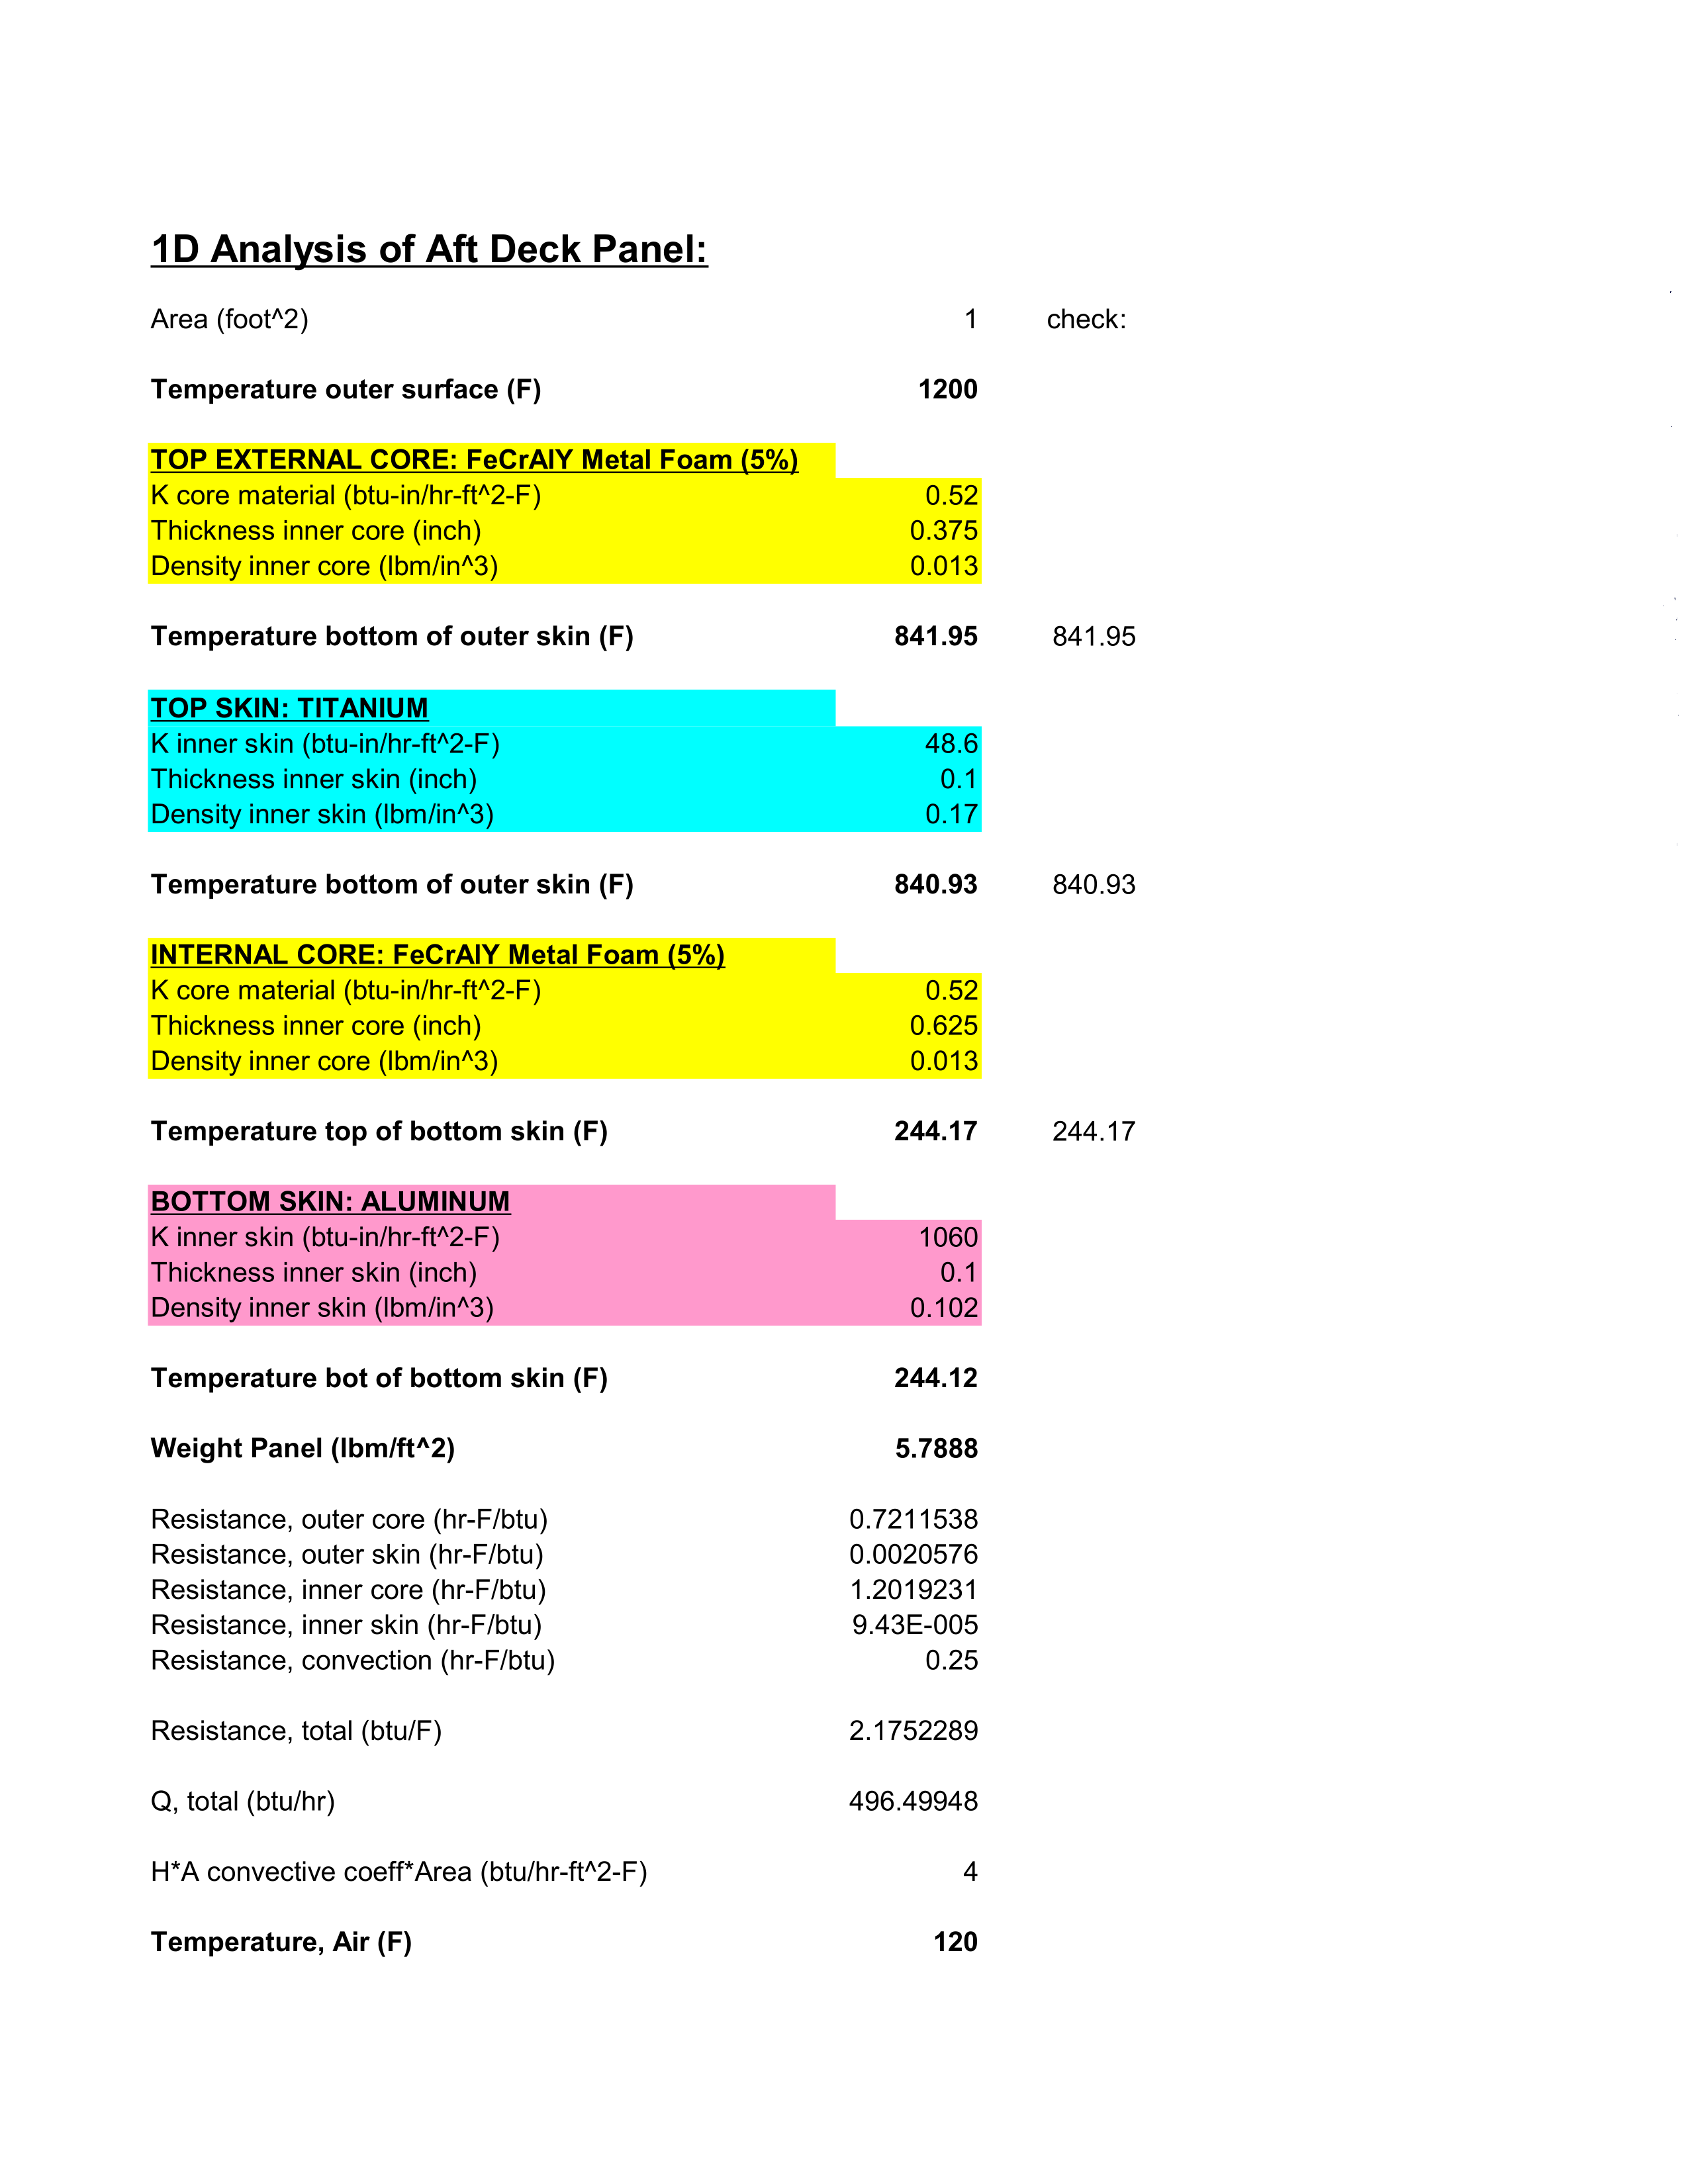 1D Analysis of Aft Deck Panel:
Area (foot^2) 1 check:
Temperature outer surface (F) 1200
TOP EXTERNAL CORE: FeCrAlY Metal Foam (5%)
K core material (btu-in/hr-ft^2-F) 0.52
Thickness inner core (inch) 0.375
Density inner core (lbm/in^3) 0.013
Temperature bottom of outer skin (F) 841.95 841.95
TOP SKIN: TITANIUM
K inner skin (btu-in/hr-ft^2-F) 48.6
Thickness inner skin (inch) 0.1
Density inner skin (lbm/in^3) 0.17
Temperature bottom of outer skin (F) 840.93 840.93
INTERNAL CORE: FeCrAlY Metal Foam (5%)
K core material (btu-in/hr-ft^2-F) 0.52
Thickness inner core (inch) 0.625
Density inner core (lbm/in^3) 0.013
Temperature top of bottom skin (F) 244.17 244.17
BOTTOM SKIN: ALUMINUM
K inner skin (btu-in/hr-ft^2-F) 1060
Thickness inner skin (inch) 0.1
Density inner skin (lbm/in^3) 0.102
Temperature bot of bottom skin (F) 244.12
Weight Panel (lbm/ft^2) 5.7888
Resistance, outer core (hr-F/btu) 0.7211538
Resistance, outer skin (hr-F/btu) 0.0020576
Resistance, inner core (hr-F/btu) 1.2019231
Resistance, inner skin (hr-F/btu) 9.43E-005
Resistance, convection (hr-F/btu) 0.25
Resistance, total (btu/F) 2.1752289
Q, total (btu/hr) 496.49948
H*A convective coeff*Area (btu/hr-ft^2-F) 4
Temperature, Air (F) 120